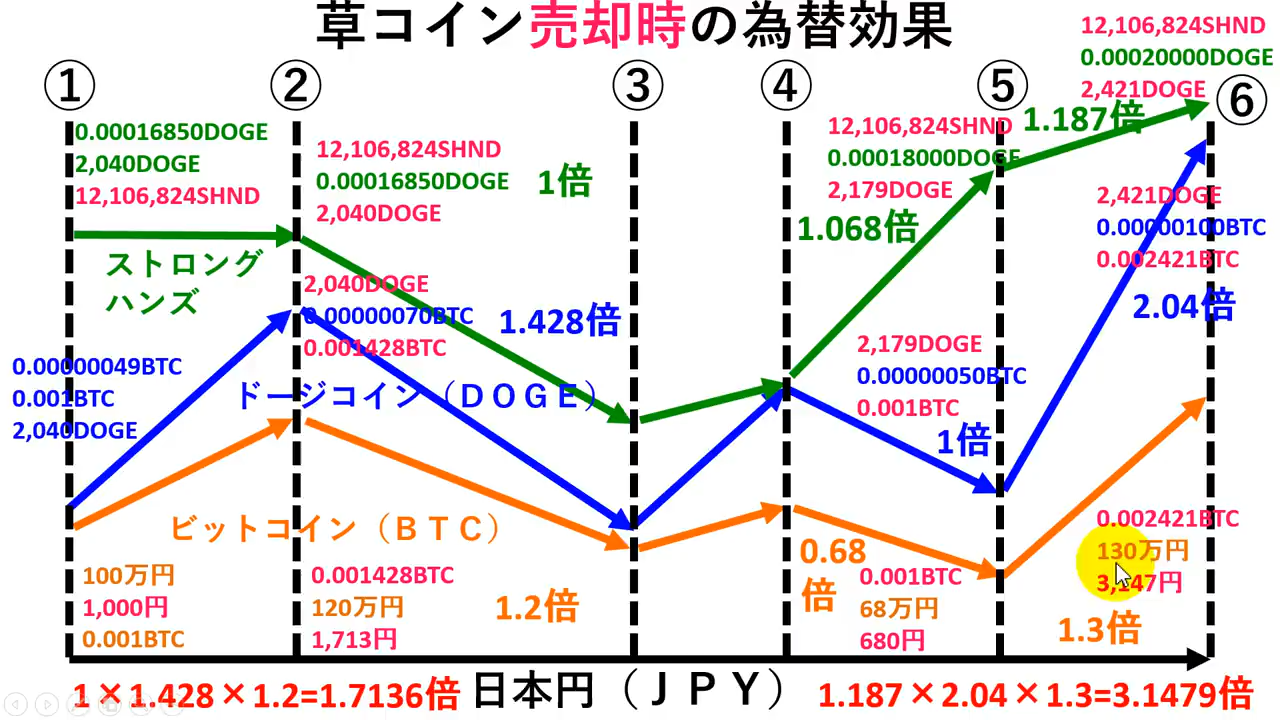 草コイン売却時の為替効果
①
②
③
④
⑤
⑥
0.00016850DOGE
2,040DOGE
12,106,824SHND
12,106,824SHND
0.00016850DOGE
2,040DOGE
1倍
12,106,824SHND
0.00018000DOGE
2,179DOGE
1.068倍
12,106,824SHND
0.00020000DOGE
2,421DOGE
1.187倍
ストロング
ハンズ
0.00000049BTC
0.001BTC
2,040DOGE
2,040DOGE
0.00000070BTC
0.001428BTC
1.428倍
ドージコイン（ＤＯＧＥ）
2,179DOGE
0.00000050BTC
0.001BTC
1倍
2,421DOGE
0.00000100BTC
0.002421BTC
2.04倍
ビットコイン（ＢＴＣ）
100万円
1,000円
0.001BTC
0.001428BTC
120万円
1,713円
1.2倍
0.68
倍
0.001BTC
68万円
680円
0.002421BTC
130万円
3,147円
1.3倍
1×1.428×1.2=1.7136倍
日本円（ＪＰＹ）
1.187×2.04×1.3=3.1479倍